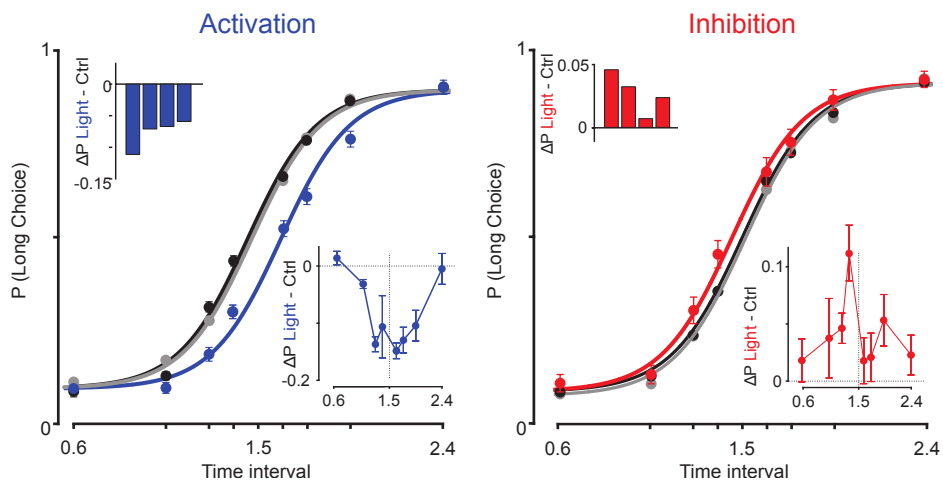 Activation
1
P (Long Choice)
0
0.6
1.5
2.4
Time interval
ΔP Light - Ctrl
0
-0.15
ΔP Light - Ctrl
0
-0.2
0.6
1.5
2.4
Inhibition
1
P (Long Choice)
0
0.6
1.5
2.4
Time interval
ΔP Light - Ctrl
0.05
0
ΔP Light - Ctrl
0.1
0
0.6
1.5
2.4